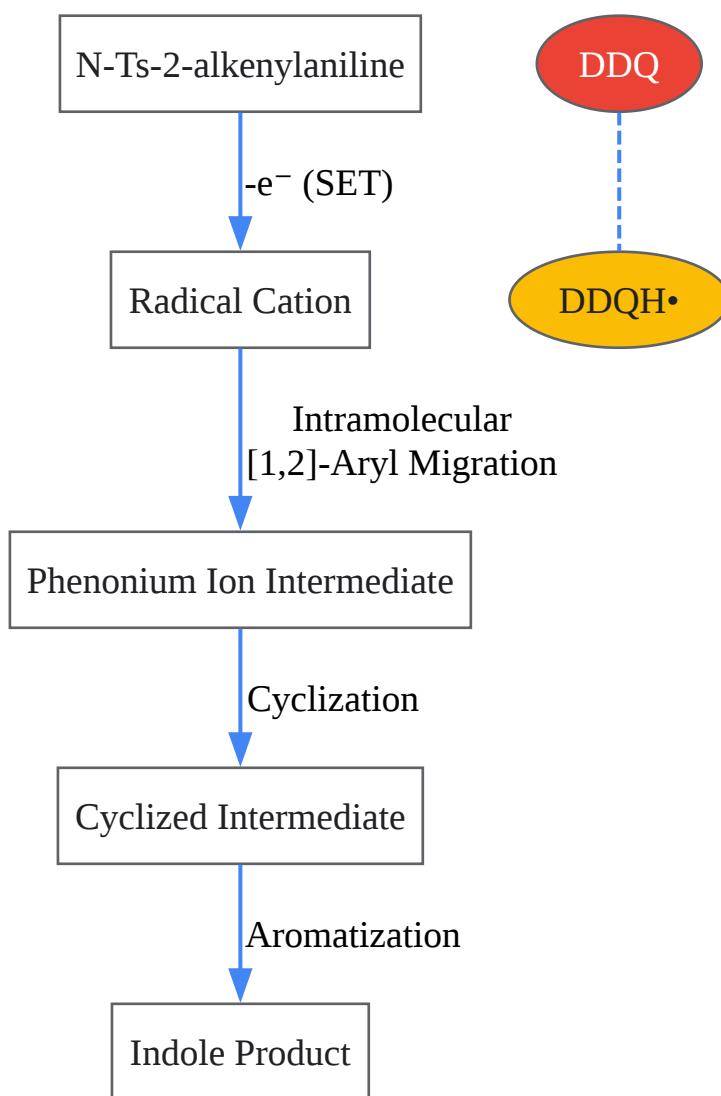 N-Ts-2-alkenylaniline
DDQ
-e⁻ (SET)
Radical Cation
DDQH•
Intramolecular
[1,2]-Aryl Migration
Phenonium Ion Intermediate
Cyclization
Cyclized Intermediate
Aromatization
Indole Product